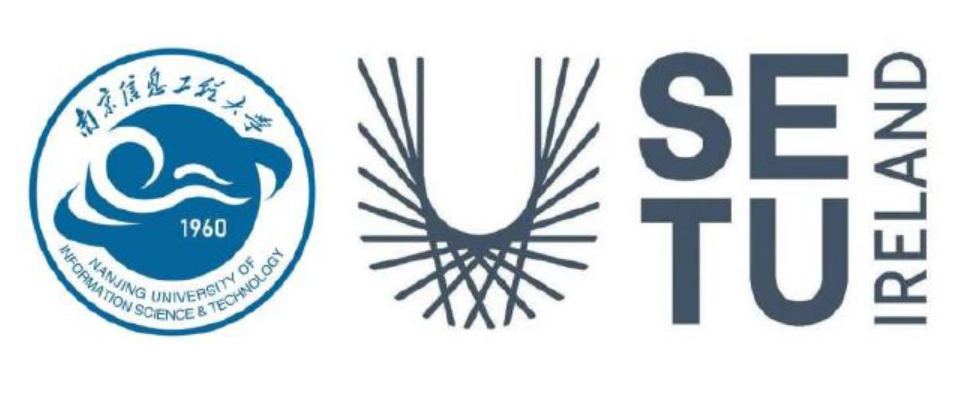 南京信息工程大学
1960
NANJING UNIVERSITY OF
INFORMATION SCIENCE & TECHNOLOGY
SE
TU
IRELAND